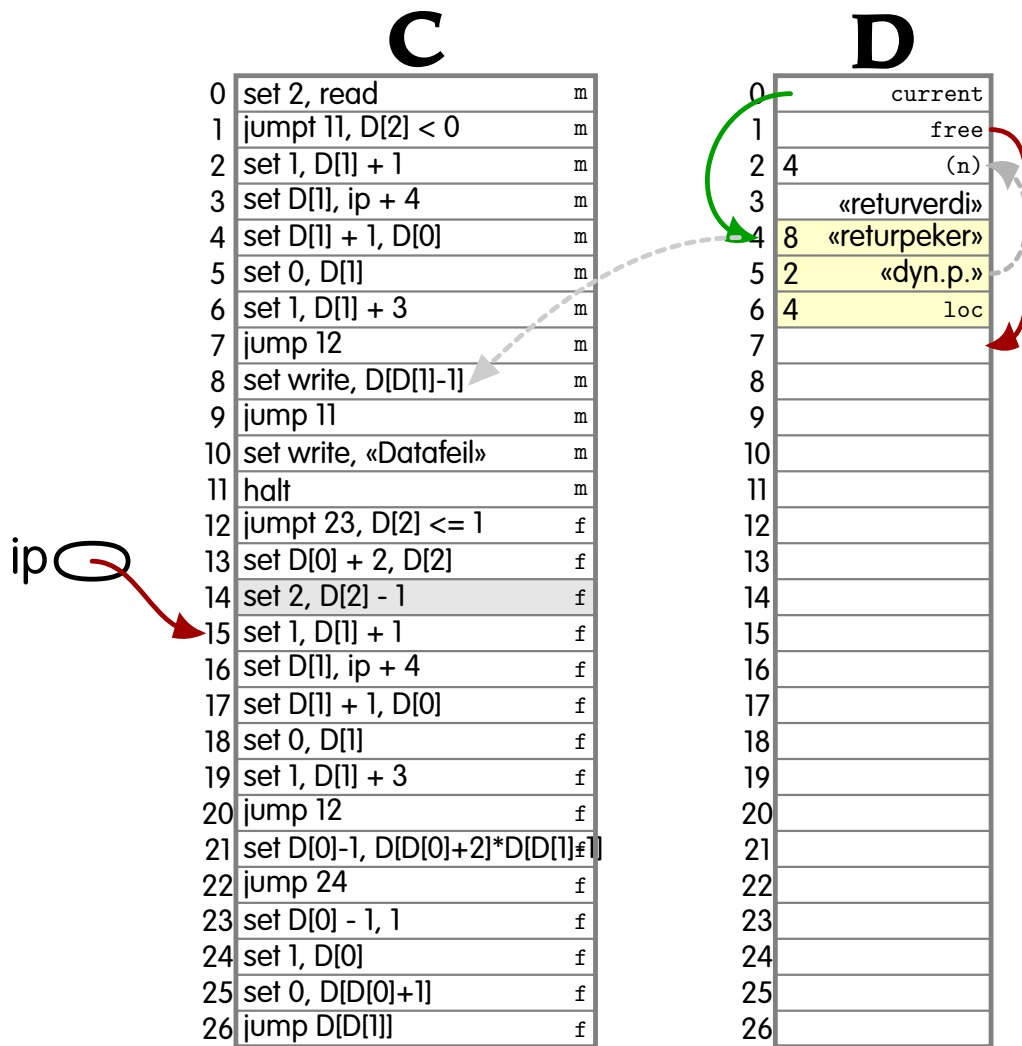 C
0 set 2, read m
1 jumpt 11, D[2] < 0 m
2 set 1, D[1] + 1 m
3 set D[1], ip + 4 m
4 set D[1] + 1, D[0] m
5 set 0, D[1] m
6 set 1, D[1] + 3 m
7 jump 12 m
8 set write, D[D[1]-1] m
9 jump 11 m
10 set write, «Datafeil» m
11 halt m
12 jumpt 23, D[2] <= 1 f
13 set D[0] + 2, D[2] f
14 set 2, D[2] - 1 f
15 set 1, D[1] + 1 f
16 set D[1], ip + 4 f
17 set D[1] + 1, D[0] f
18 set 0, D[1] f
19 set 1, D[1] + 3 f
20 jump 12 f
21 set D[0]-1, D[D[0]+2]*D[D[1]+1] f
22 jump 24 f
23 set D[0] - 1, 1 f
24 set 1, D[0] f
25 set 0, D[D[0]+1] f
26 jump D[D[1]] f
ip
D
0 current
1 free
2 4 (n)
3 «returverdi»
4 8 «returpeker»
5 2 «dyn.p.»
6 4 loc
7
8
9
10
11
12
13
14
15
16
17
18
19
20
21
22
23
24
25
26